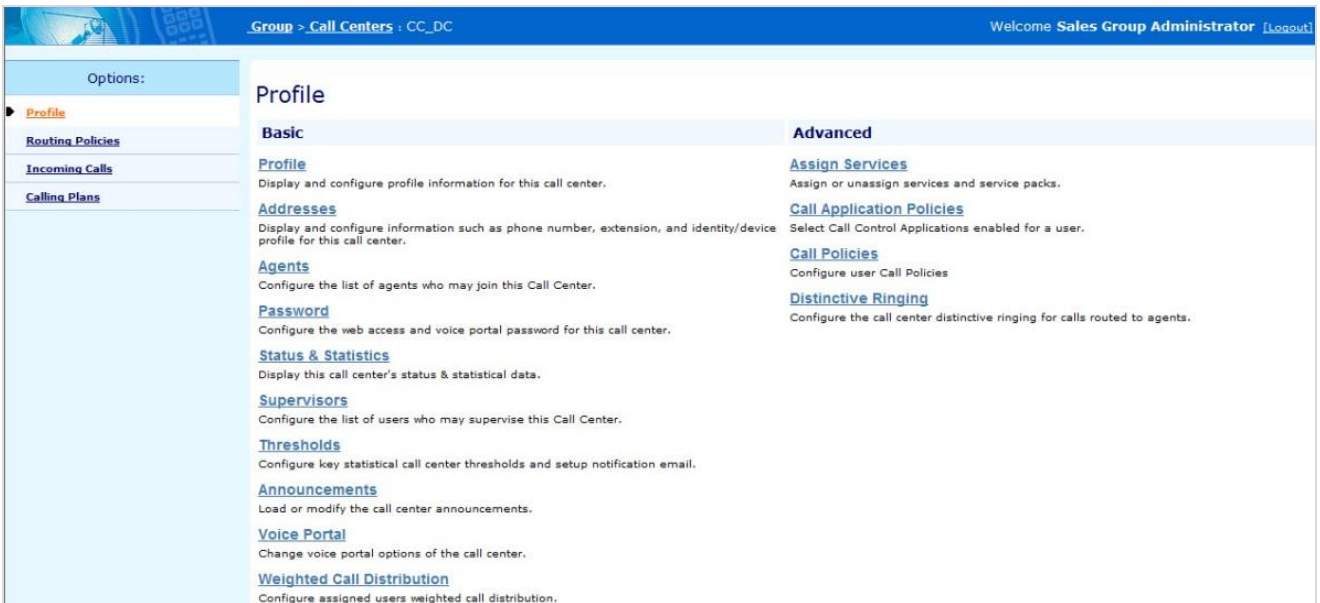 Group > Call Centers : CC_DC
Welcome Sales Group Administrator [Logout]
Options:
Profile
Routing Policies
Incoming Calls
Calling Plans
Profile
Basic
Profile
Display and configure profile information for this call center.
Addresses
Display and configure information such as phone number, extension, and identity/device
profile for this call center.
Agents
Configure the list of agents who may join this Call Center.
Password
Configure the web access and voice portal password for this call center.
Status & Statistics
Display this call center's status & statistical data.
Supervisors
Configure the list of users who may supervise this Call Center.
Thresholds
Configure key statistical call center thresholds and setup notification email.
Announcements
Load or modify the call center announcements.
Voice Portal
Change voice portal options of the call center.
Weighted Call Distribution
Configure assigned users weighted call distribution.
Advanced
Assign Services
Assign or unassign services and service packs.
Call Application Policies
Select Call Control Applications enabled for a user.
Call Policies
Configure user Call Policies
Distinctive Ringing
Configure the call center distinctive ringing for calls routed to agents.